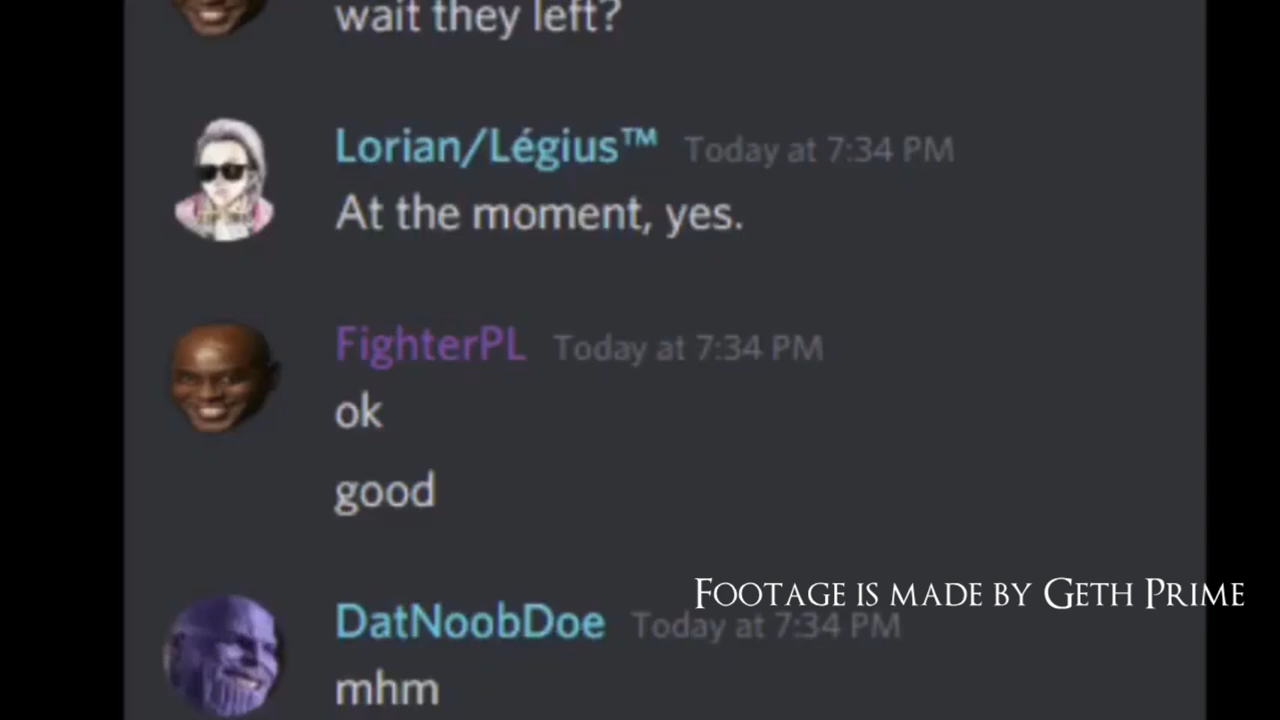 wait they left?
Lorian/Légius™ Today at 7:34 PM
At the moment, yes.
FighterPL Today at 7:34 PM
ok
good
Footage is made by Geth Prime
DatNoobDoe Today at 7:34 PM
mhm